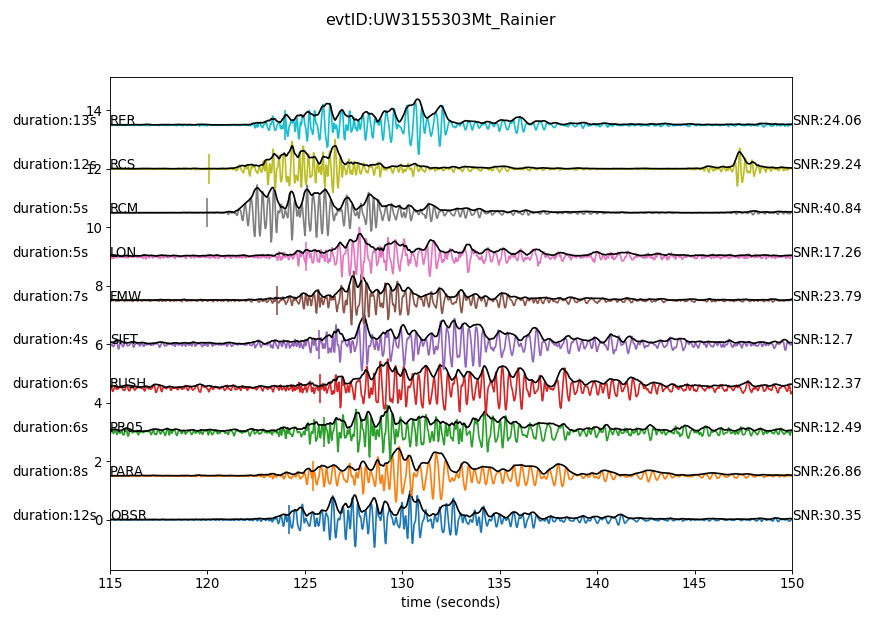 evtID:UW3155303Mt_Rainier
14
duration:13s RER SNR:24.06
duration:12s RCS SNR:29.24
12
duration:5s RCM SNR:40.84
10
duration:5s LON SNR:17.26
8
duration:7s FMW SNR:23.79
duration:4s SIFT SNR:12.7
6
duration:6s RUSH SNR:12.37
4
duration:6s PR05 SNR:12.49
2
duration:8s PARA SNR:26.86
duration:12s OBSR SNR:30.35
0
115 120 125 130 135 140 145 150
time (seconds)